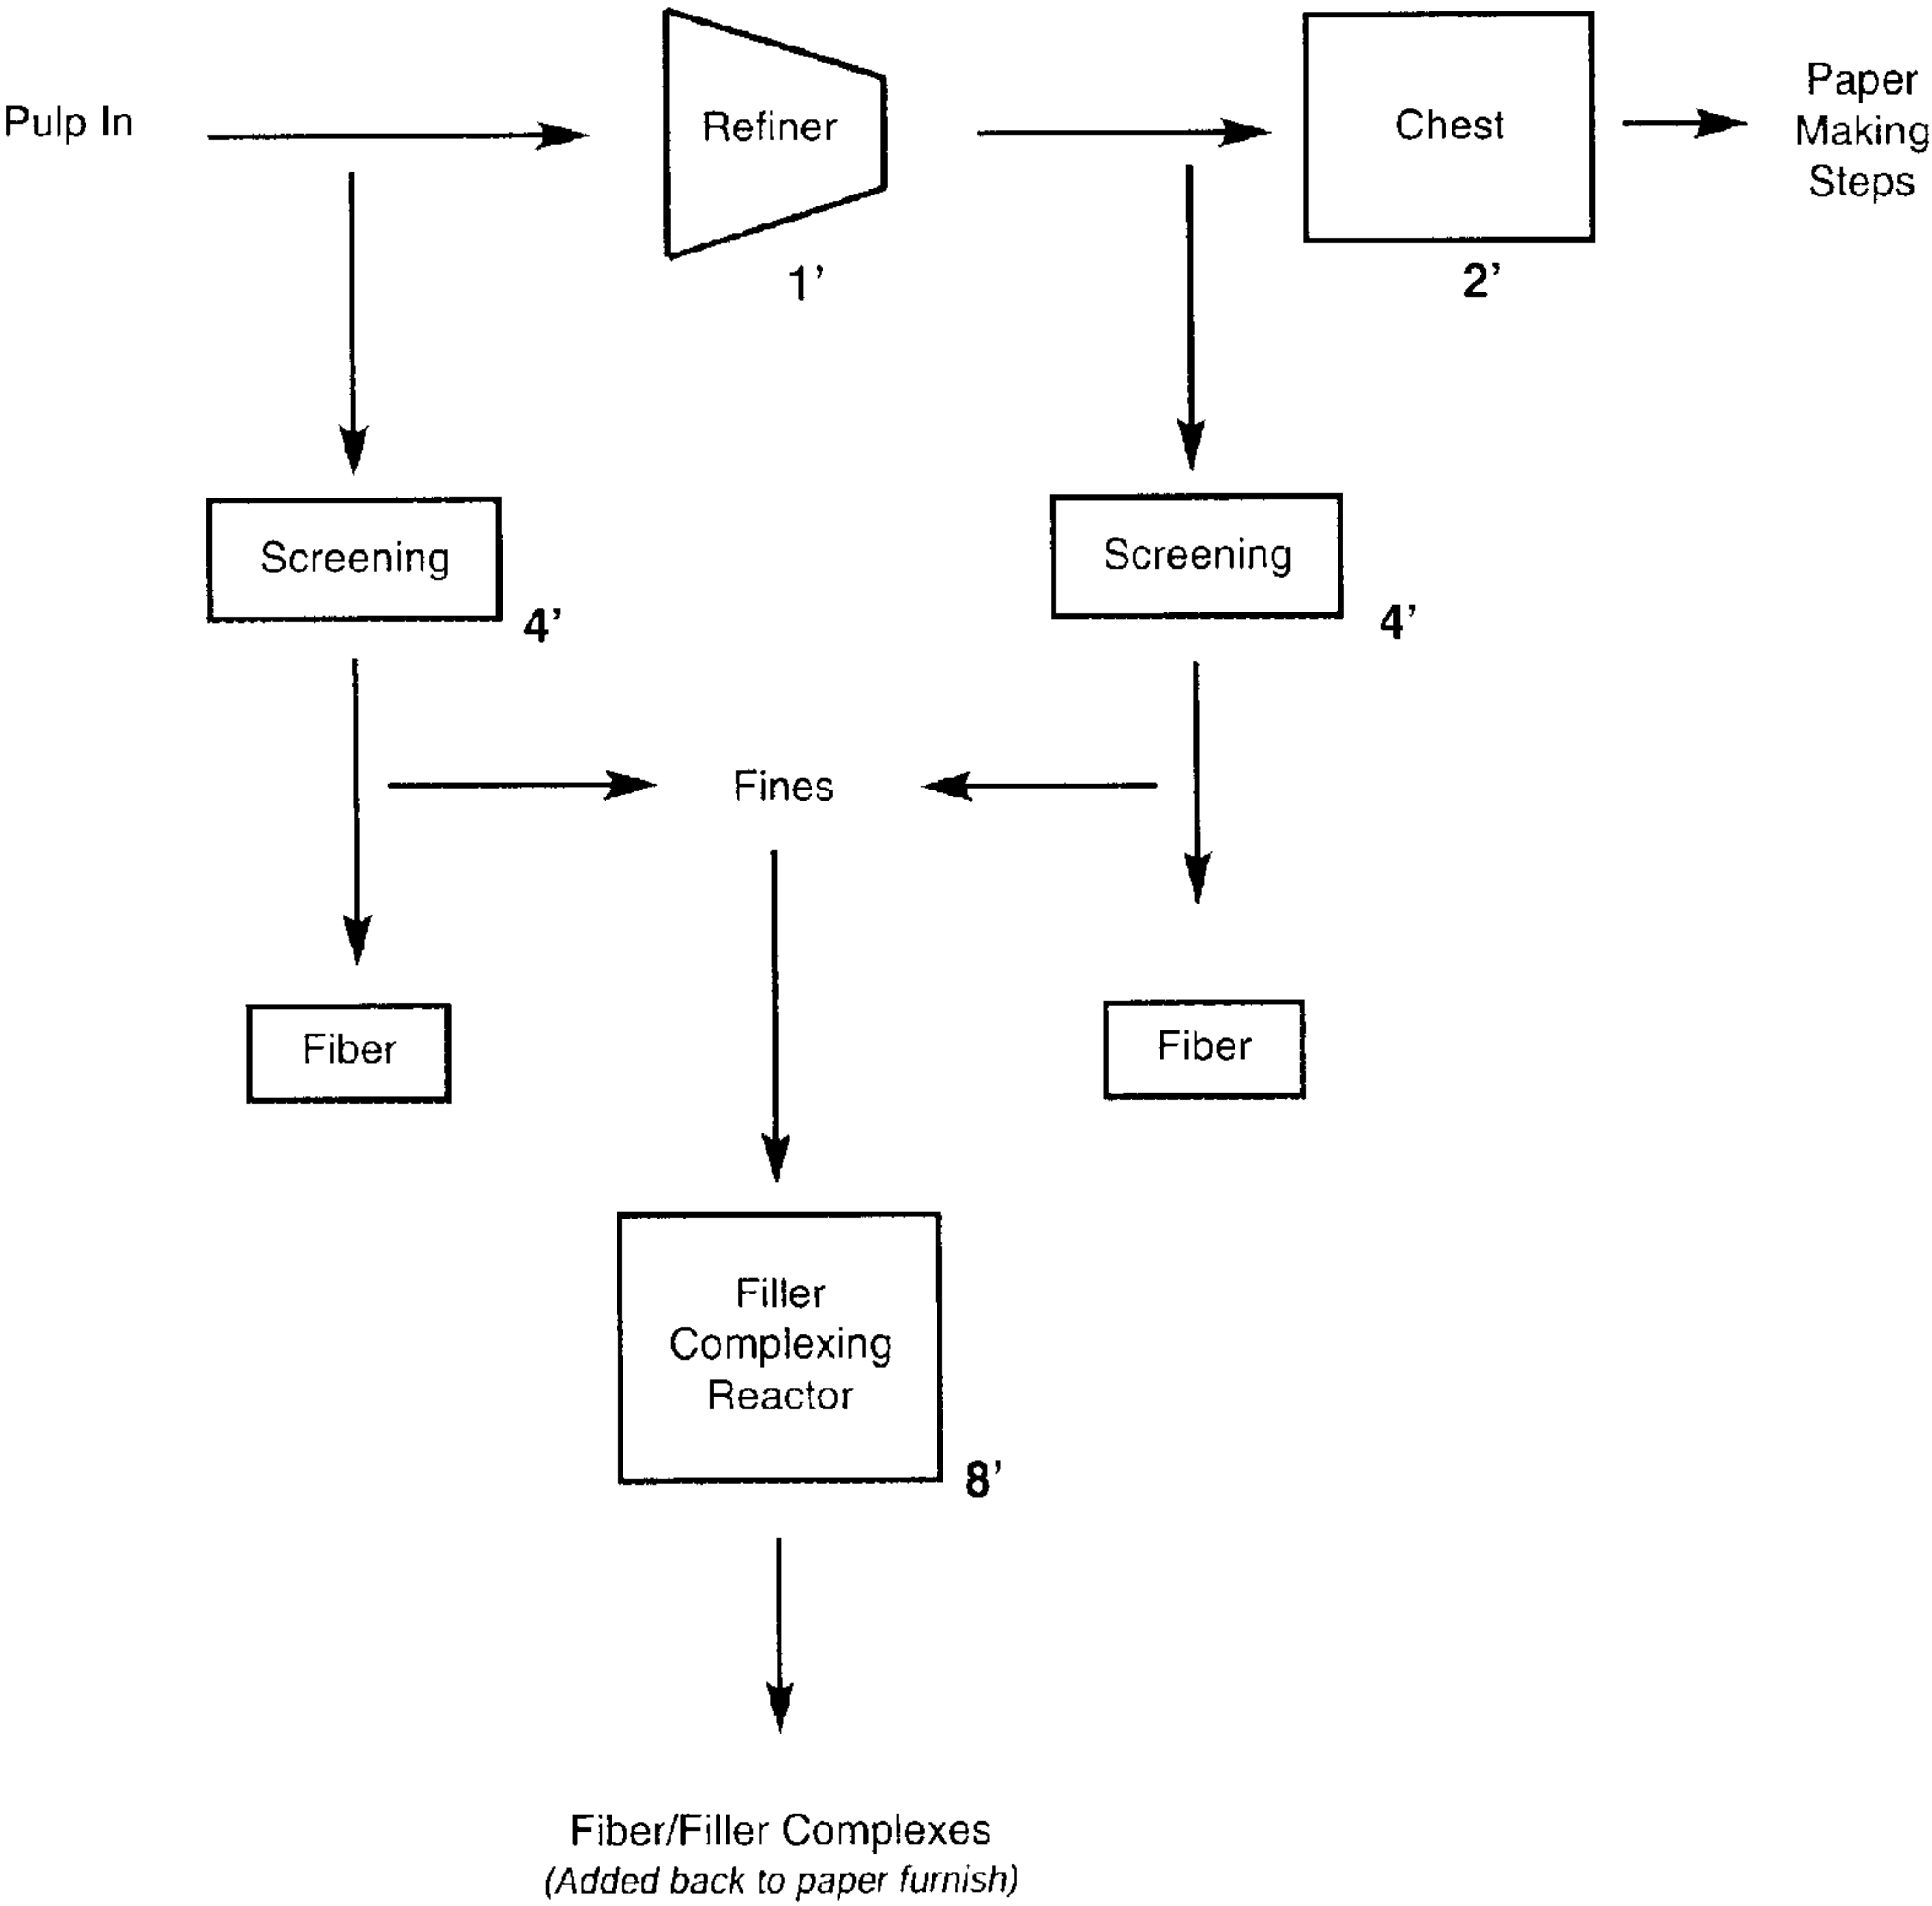 Pulp In
Refiner
1’
Chest
2’
Paper
Making
Steps
Screening
4’
Screening
4’
Fines
Fiber
Fiber
Filler
Complexing
Reactor
8’
Fiber/Filler Complexes
(Added back to paper furnish)